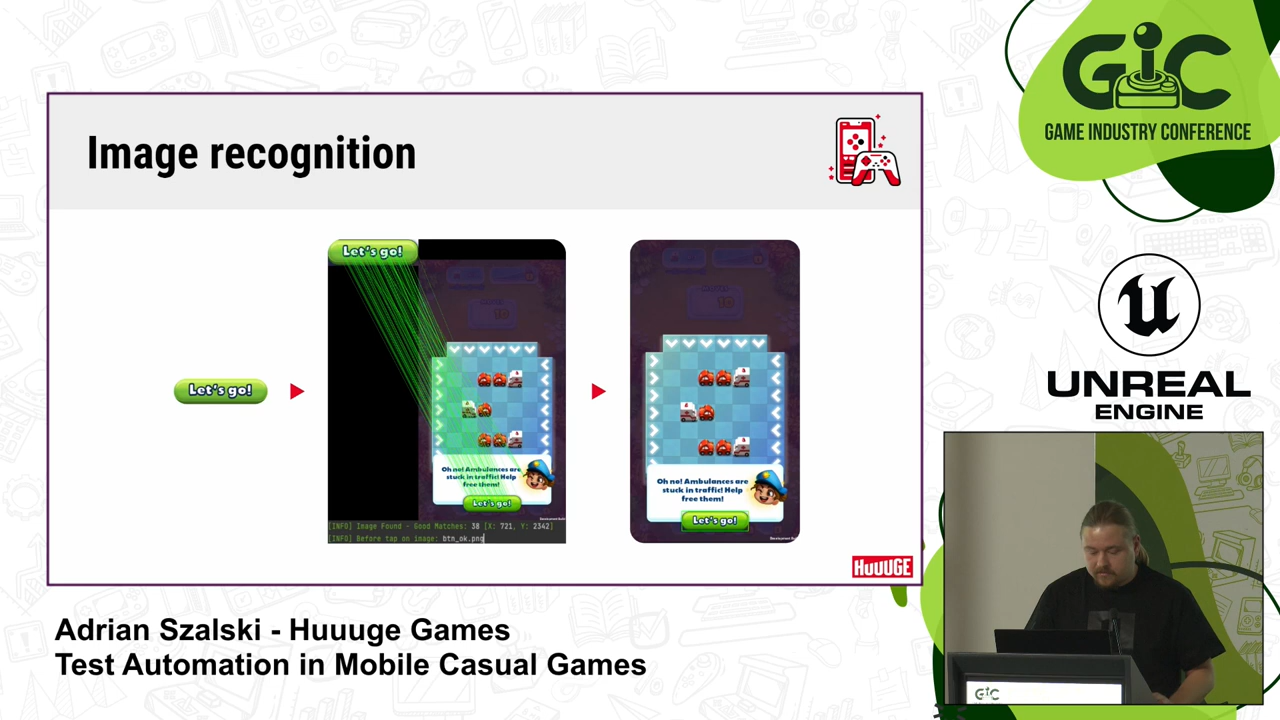 GIC
GAME INDUSTRY CONFERENCE
Image recognition
Let's go!
Let's go!
Oh no! Ambulances are
stuck in traffic! Help
free them!
Let's go!
[INFO] Image Found - Good Matches: 38 [X: 721, Y: 2342]
[INFO] Before tap on image: btn_ok.png
Oh no! Ambulances are
stuck in traffic! Help
free them!
Let's go!
HUUUGE
UNREAL
ENGINE
Adrian Szalski - Huuuge Games
Test Automation in Mobile Casual Games
GIC